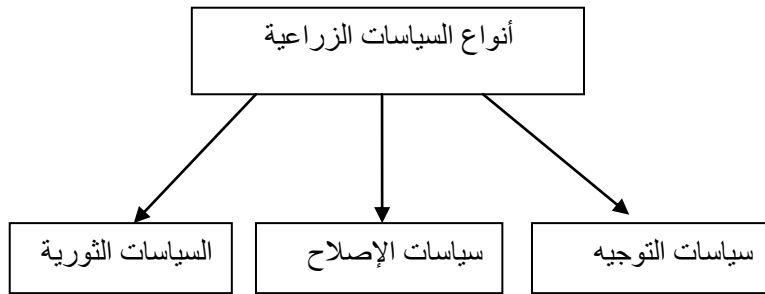 أنواع السياسات الزراعية
سياسات التوجيه
سياسات الإصلاح
السياسات الثورية